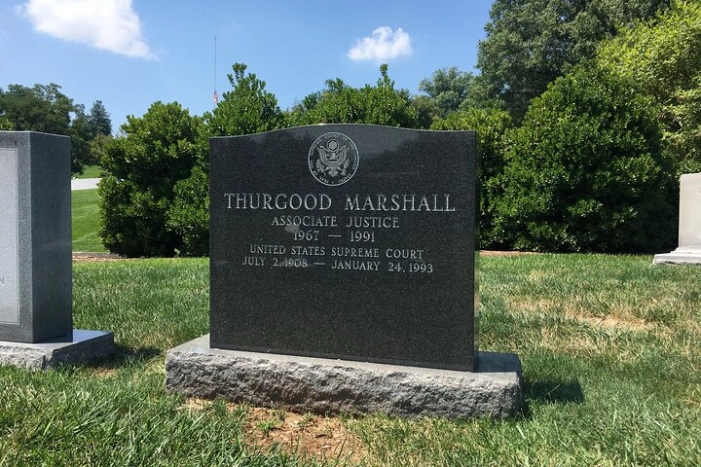 THURGOOD MARSHALL
ASSOCIATE JUSTICE
1967 — 1991
UNITED STATES SUPREME COURT
JULY 2, 1908 — JANUARY 24, 1993